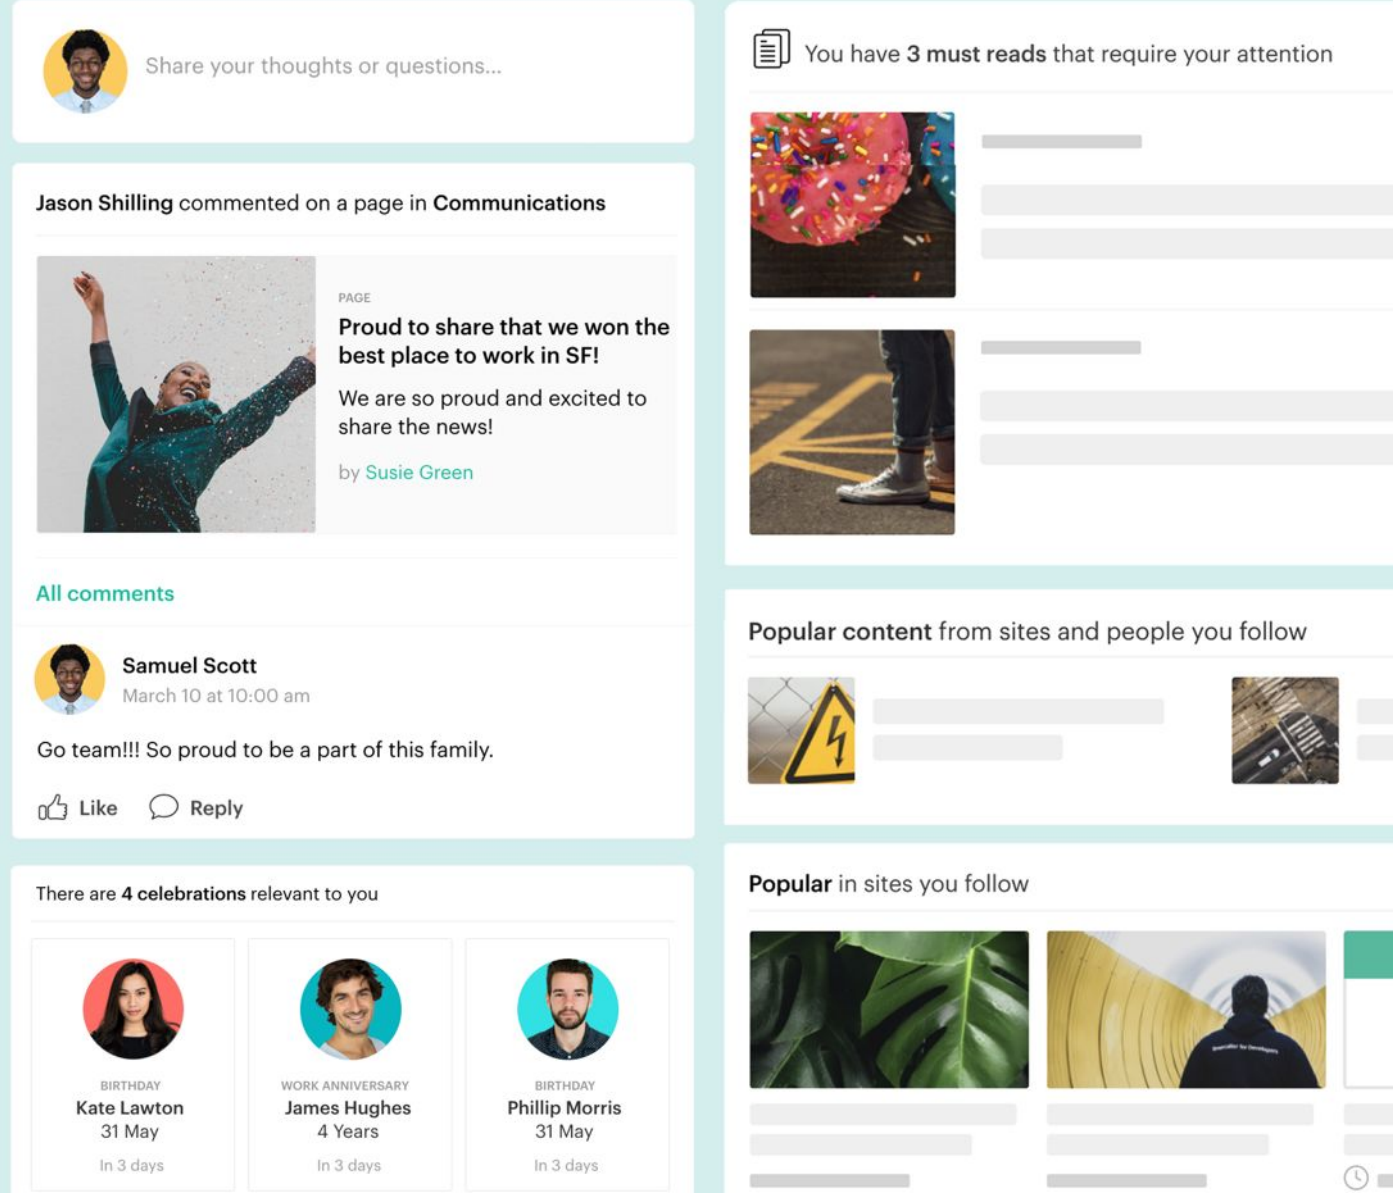 Share your thoughts or questions...
Jason Shilling commented on a page in Communications
PAGE
Proud to share that we won the
best place to work in SF!
We are so proud and excited to
share the news!
by Susie Green
All comments
Samuel Scott
March 10 at 10:00 am
Go team!!! So proud to be a part of this family.
Like Reply
There are 4 celebrations relevant to you
BIRTHDAY
Kate Lawton
31 May
In 3 days
WORK ANNIVERSARY
James Hughes
4 Years
In 3 days
BIRTHDAY
Phillip Morris
31 May
In 3 days
You have 3 must reads that require your attention
Popular content from sites and people you follow
Popular in sites you follow